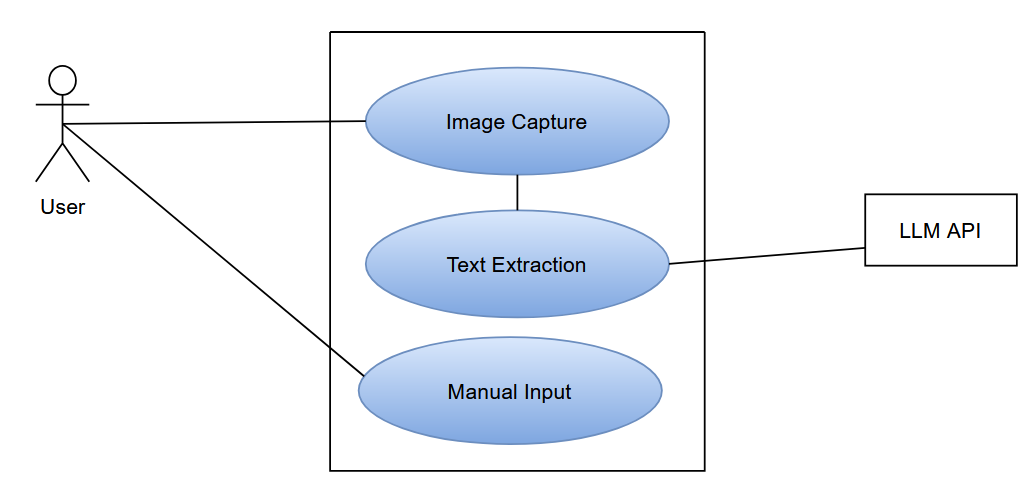 Image Capture
User
Text Extraction
LLM API
Manual Input